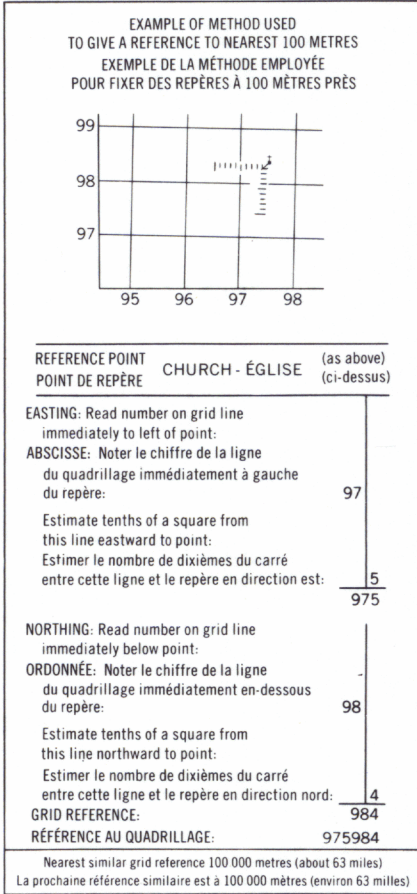 EXAMPLE OF METHOD USED
TO GIVE A REFERENCE TO NEAREST 100 METRES
EXEMPLE DE LA MÉTHODE EMPLOYÉE
POUR FIXER DES REPÈRES À 100 MÈTRES PRÈS
99
98
97
95 96 97 98
REFERENCE POINT
POINT DE REPÈRE
CHURCH - ÉGLISE
(as above)
(ci-dessus)
EASTING: Read number on grid line
immediately to left of point:
ABSCISSE: Noter le chiffre de la ligne
du quadrillage immédiatement à gauche
du repère: 97
Estimate tenths of a square from
this line eastward to point:
Estimer le nombre de dixièmes du carré
entre cette ligne et le repère en direction est: 5
975
NORTHING: Read number on grid line
immediately below point:
ORDONNÉE: Noter le chiffre de la ligne
du quadrillage immédiatement en-dessous
du repère: 98
Estimate tenths of a square from
this line northward to point:
Estimer le nombre de dixièmes du carré
entre cette ligne et le repère en direction nord: 4
GRID REFERENCE: 984
RÉFÉRENCE AU QUADRILLAGE: 975984
Nearest similar grid reference 100 000 metres (about 63 miles)
La prochaine référence similaire est à 100 000 mètres (environ 63 milles)